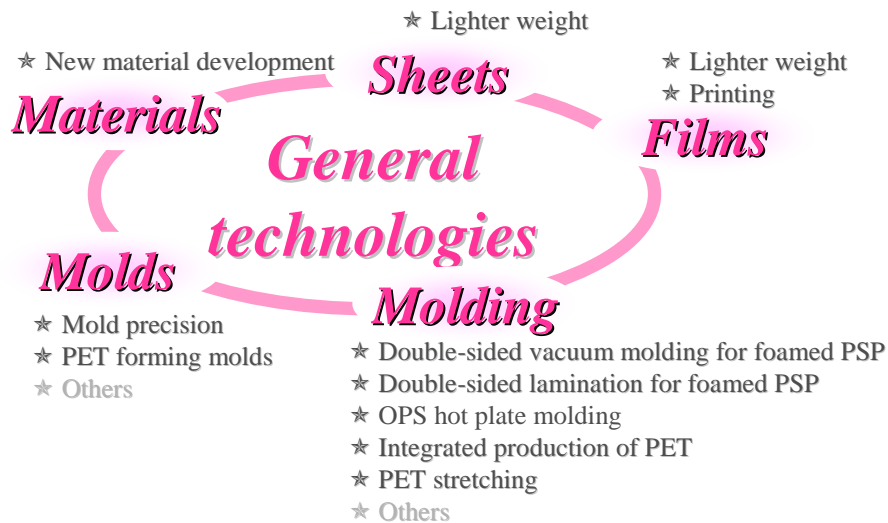 ✯ Lighter weight
✯ New material development
Sheets
✯ Lighter weight
✯ Printing
Materials
Films
General
technologies
Molds
✯ Mold precision
✯ PET forming molds
✯ Others
Molding
✯ Double-sided vacuum molding for foamed PSP
✯ Double-sided lamination for foamed PSP
✯ OPS hot plate molding
✯ Integrated production of PET
✯ PET stretching
✯ Others